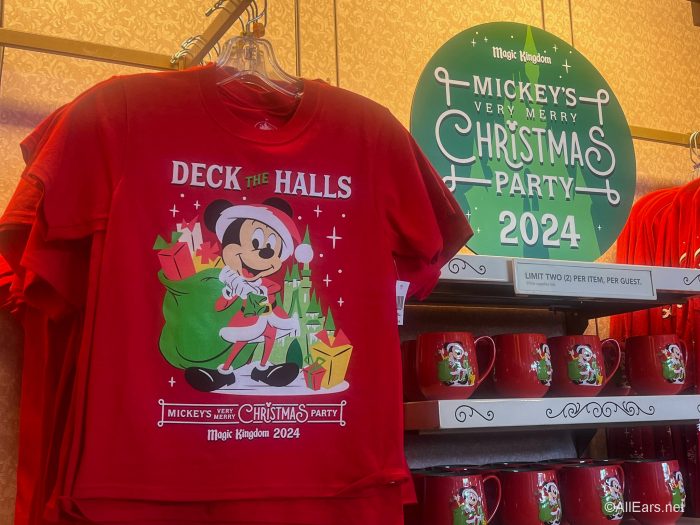 DECK THE HALLS
MICKEY'S VERY MERRY CHRISTMAS PARTY
Magic Kingdom 2024
Magic Kingdom
MICKEY'S
VERY MERRY
CHRISTMAS
PARTY
2024
LIMIT TWO (2) PER ITEM, PER GUEST.
©AllEars.net